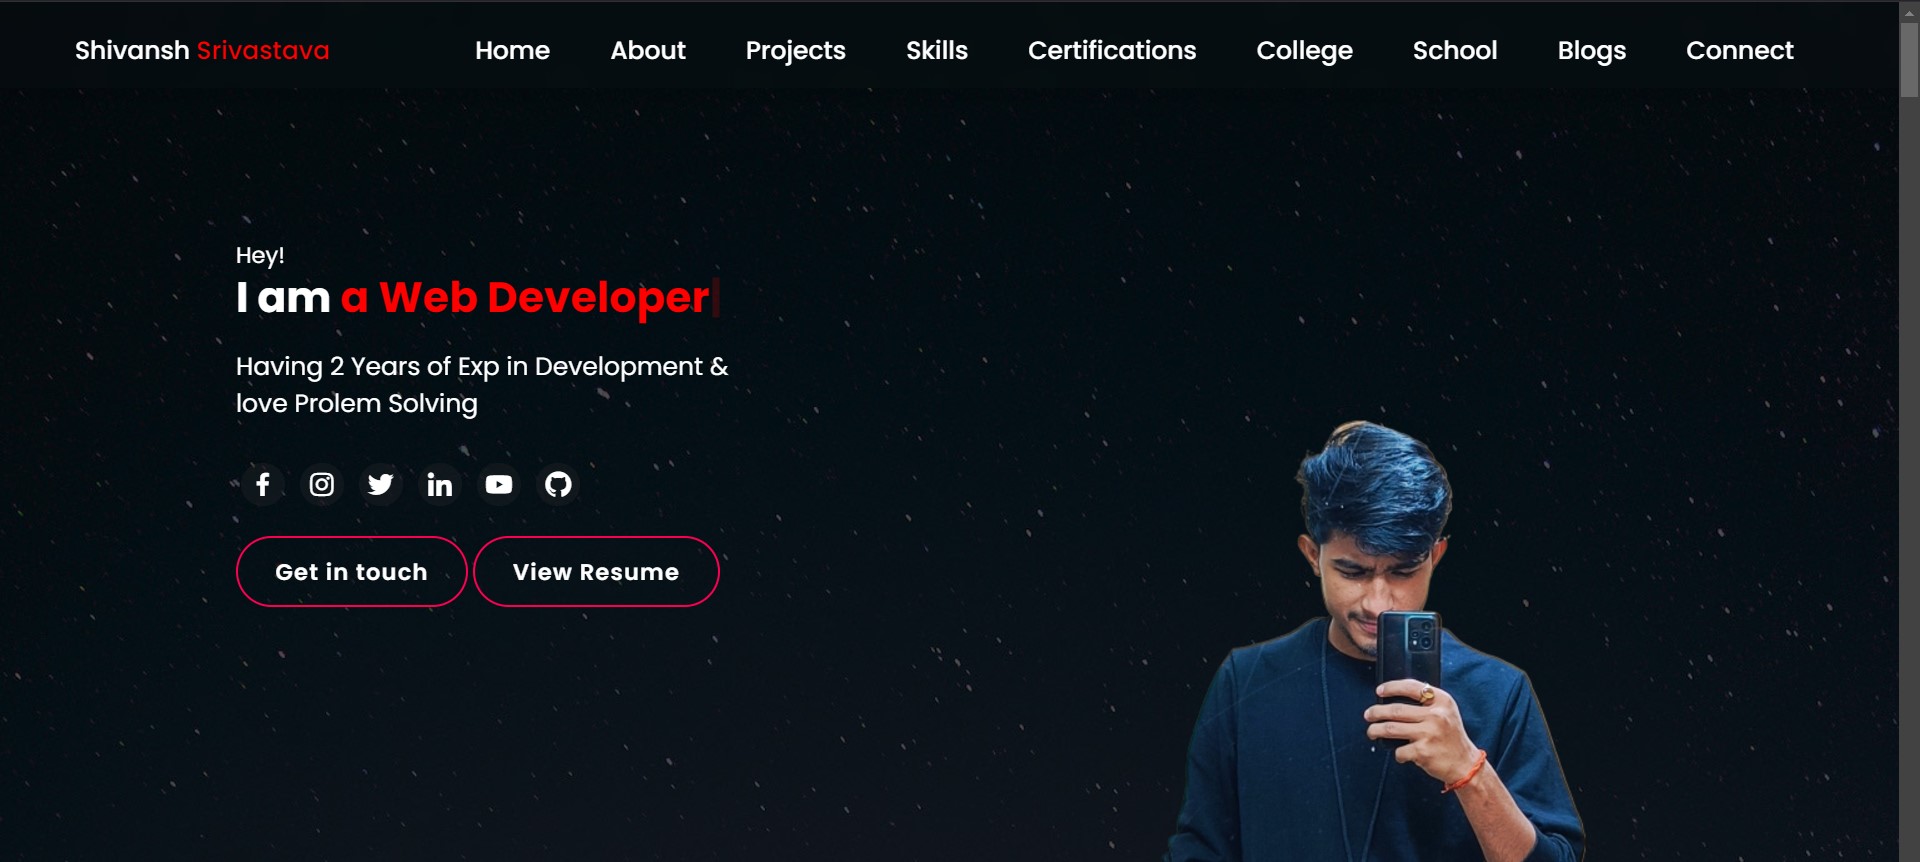 Shivansh Srivastava Home About Projects Skills Certifications College School Blogs Connect
Hey!
I am a Web Developer
Having 2 Years of Exp in Development &
love Prolem Solving
Get in touch View Resume